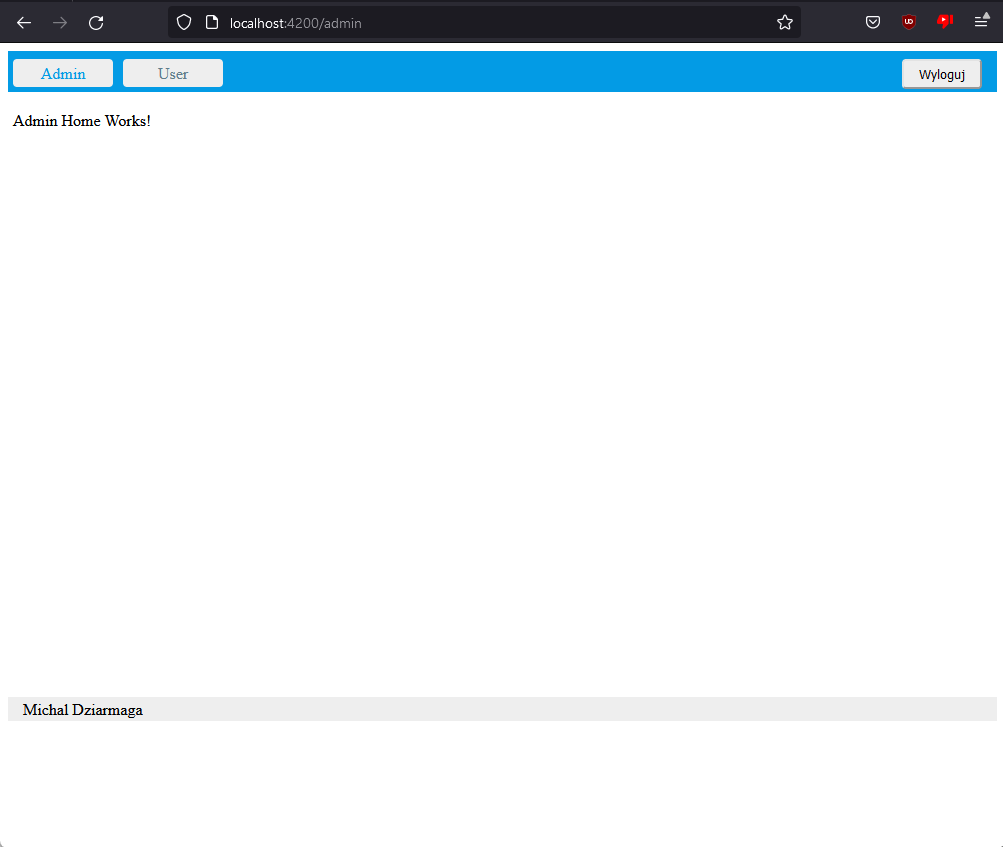 localhost:4200/admin
Admin User Wyloguj
Admin Home Works!
Michal Dziarmaga